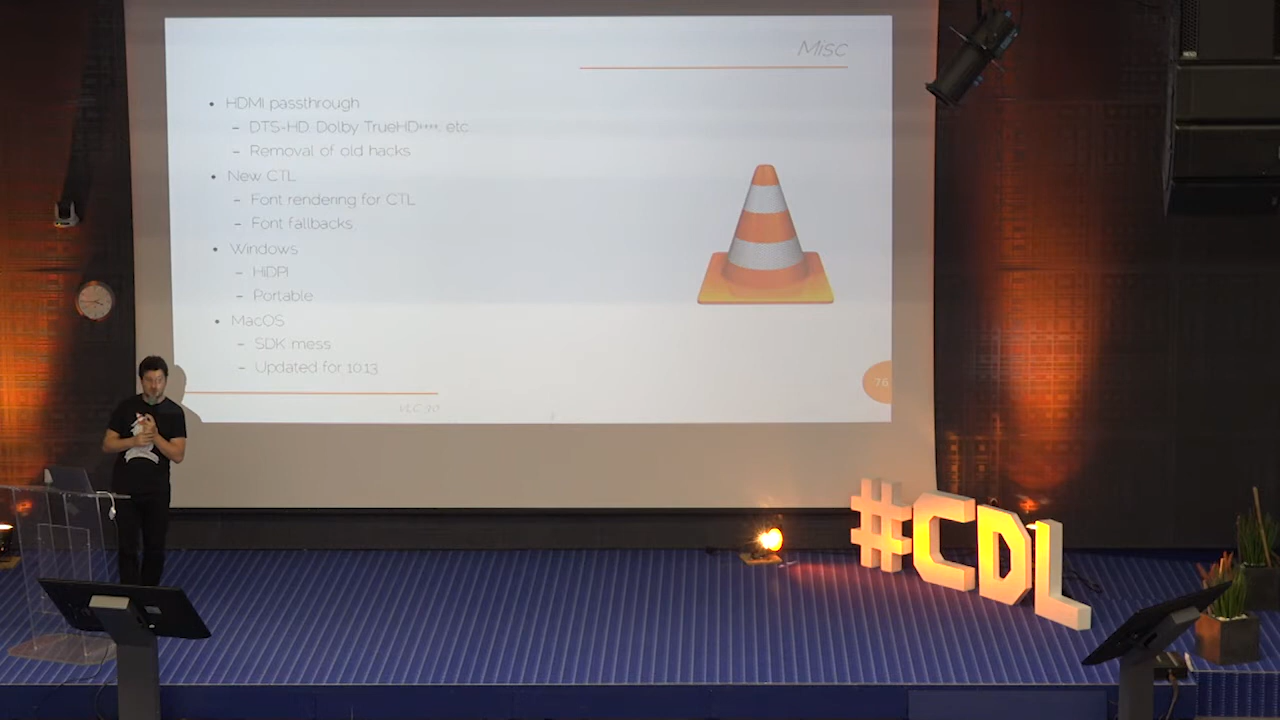 Misc
• HDMI passthrough
– DTS-HD, Dolby TrueHD****, etc...
– Removal of old hacks
• New CTL
– Font rendering for CTL
– Font fallbacks
• Windows
– HiDPI
– Portable
• MacOS
– SDK mess
– Updated for 10.13
76
#CDL